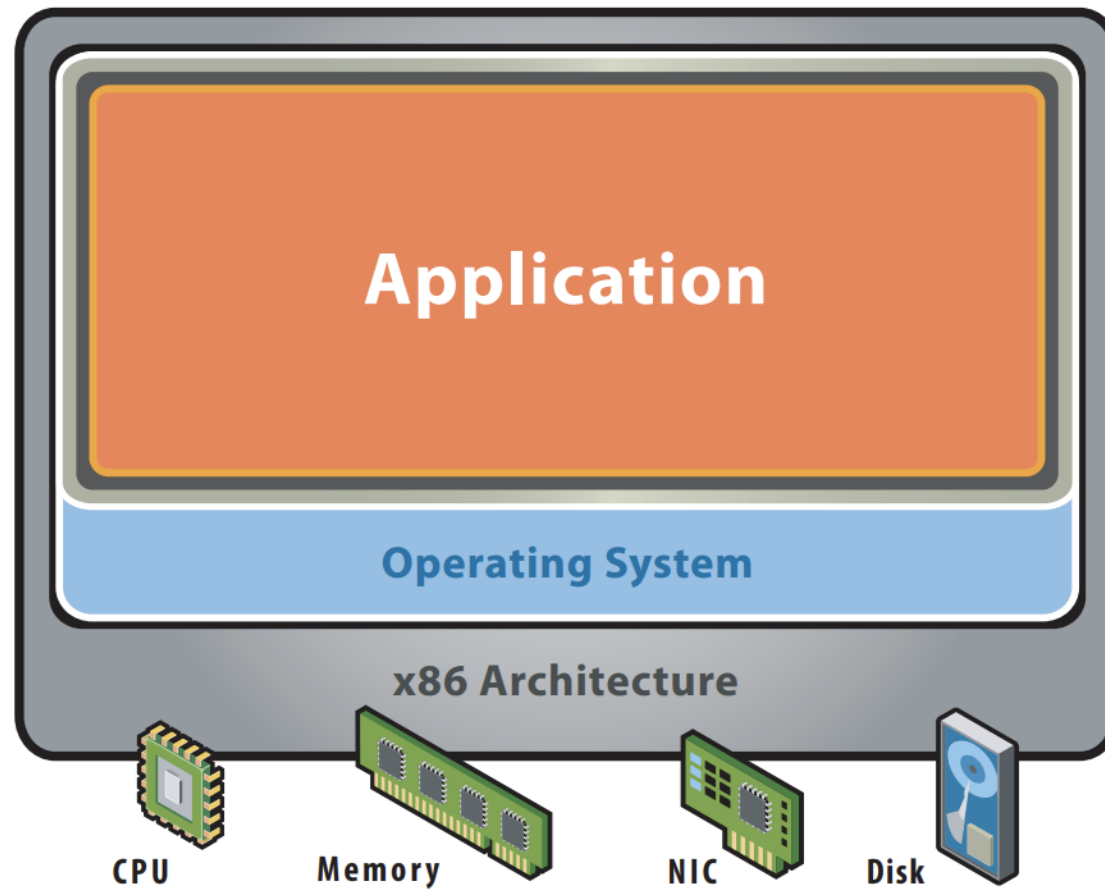 Application
Operating System
x86 Architecture
CPU
Memory
NIC
Disk